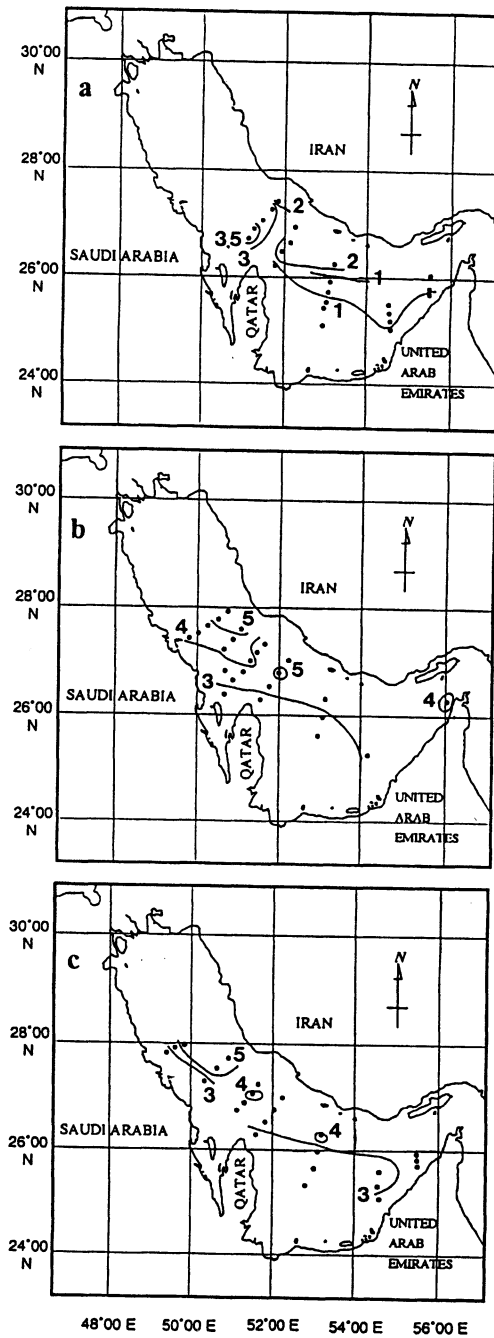 30°00'
N
a
N
IRAN
28°00'
N
2
3,5
3
SAUDI ARABIA
2
26°00'
N
1
QATAR
1
UNITED
ARAB
EMIRATES
24°00'
N
30°00'
N
b
N
IRAN
28°00'
N
4
5
5
3
SAUDI ARABIA
4
26°00'
N
QATAR
UNITED
ARAB
EMIRATES
24°00'
N
30°00'
N
c
N
IRAN
28°00'
N
5
4
3
4
SAUDI ARABIA
26°00'
N
QATAR
3
UNITED
ARAB
EMIRATES
24°00'
N
48°00'E 50°00'E 52°00'E 54°00'E 56°00'E